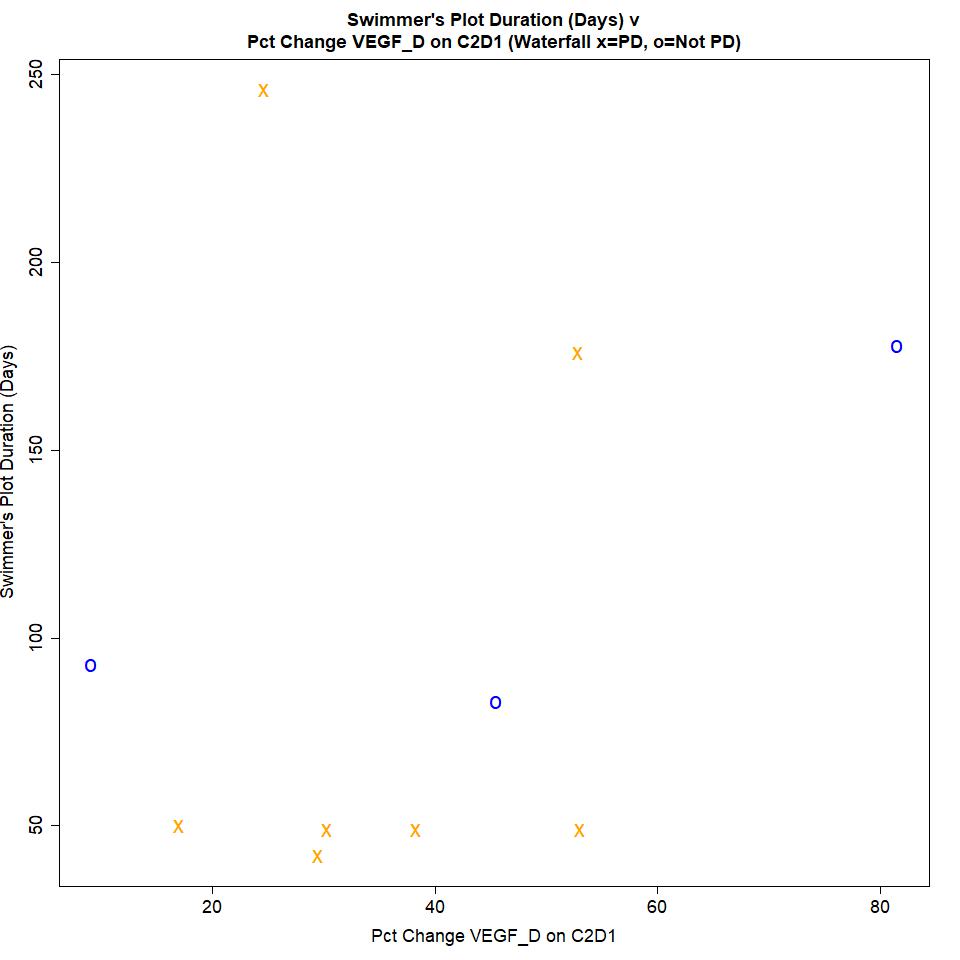 Swimmer's Plot Duration (Days) v
Pct Change VEGF_D on C2D1 (Waterfall x=PD, o=Not PD)
250
200
150
100
50
Swimmer's Plot Duration (Days)
X
X
O
O
O
X
X
X
X
X
20
40
60
80
Pct Change VEGF_D on C2D1